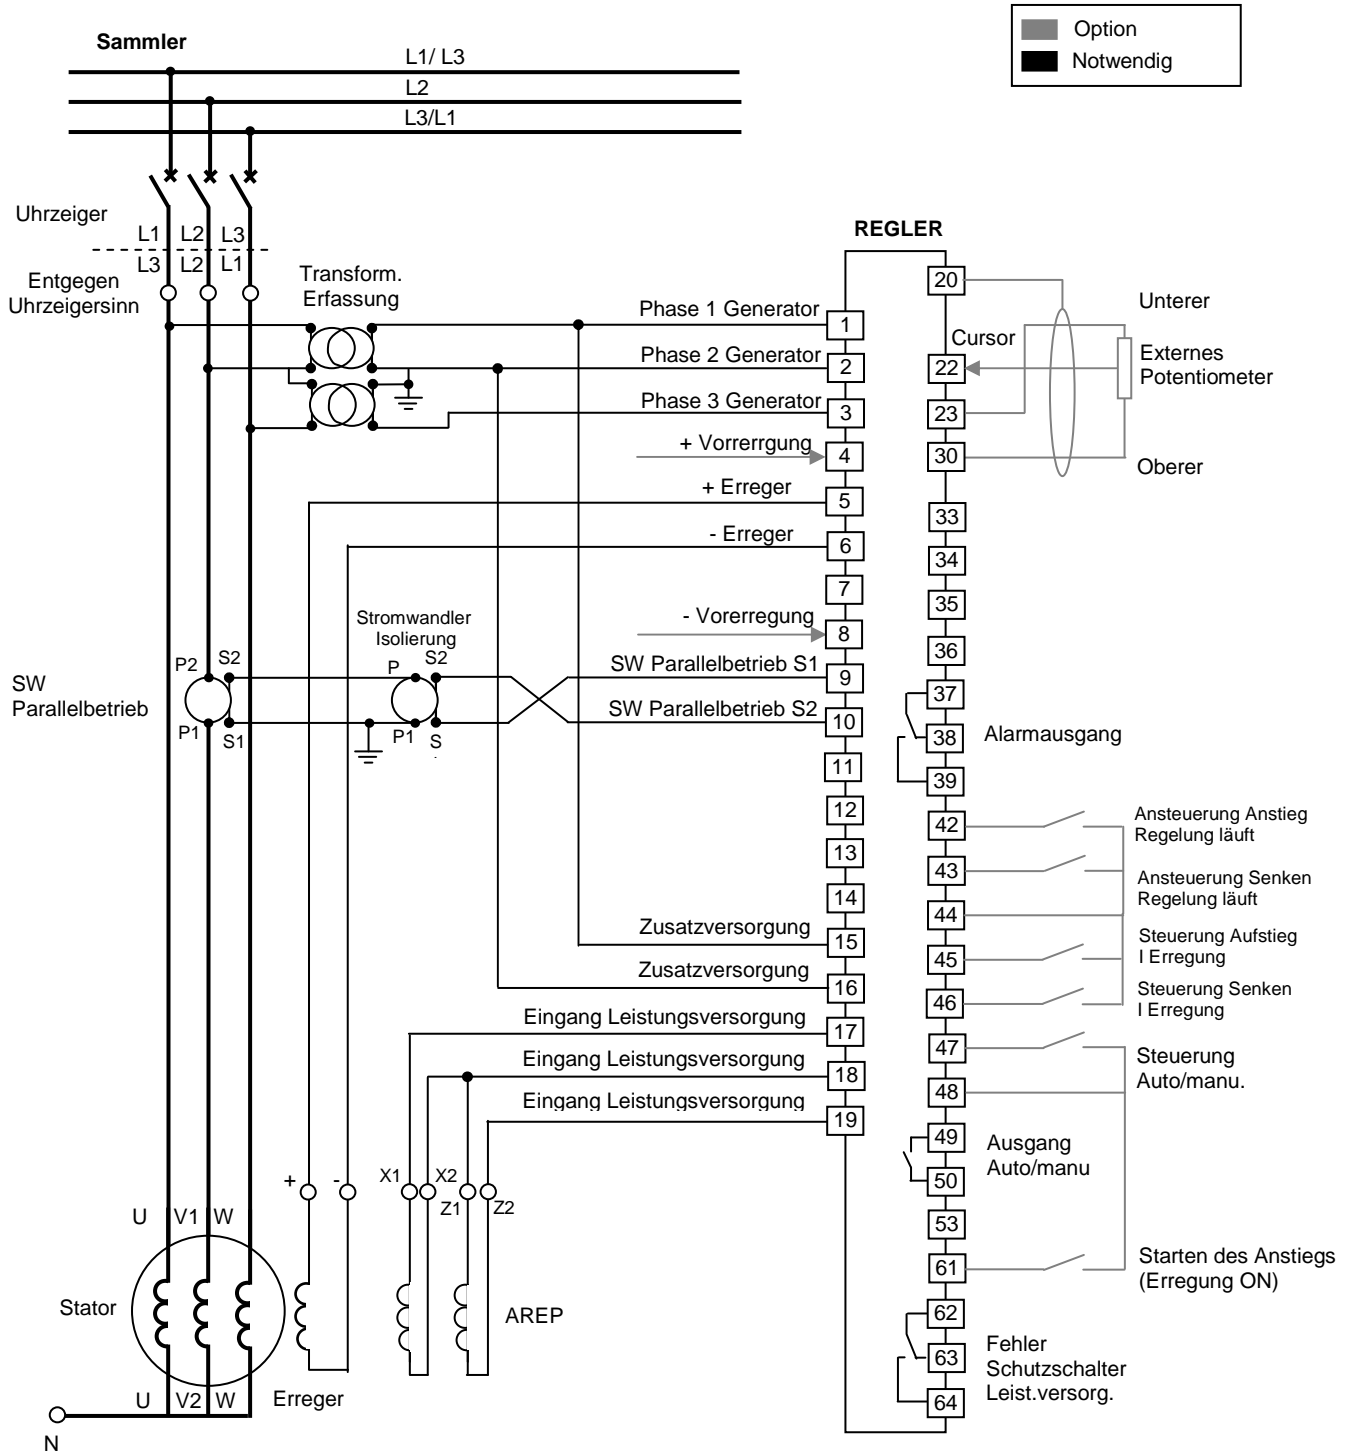 Sammler
L1/ L3
L2
L3/L1
Option
Notwendig
Uhrzeiger
L1 L2 L3
L3 L2 L1
Entgegen
Uhrzeigersinn
Transform.
Erfassung
REGLER
Phase 1 Generator
1
Phase 2 Generator
2
Phase 3 Generator
3
+ Vorrerrgung
4
+ Erreger
5
- Erreger
6
7
- Vorerregung
8
SW Parallelbetrieb S1
9
SW Parallelbetrieb S2
10
11
12
13
14
Zusatzversorgung
15
Zusatzversorgung
16
Eingang Leistungsversorgung
17
Eingang Leistungsversorgung
18
Eingang Leistungsversorgung
19
20
Unterer
Cursor
22
Externes
Potentiometer
23
30
Oberer
33
34
35
36
37
38
Alarmausgang
39
42
Ansteuerung Anstieg
Regelung läuft
43
Ansteuerung Senken
Regelung läuft
44
45
Steuerung Aufstieg
I Erregung
46
Steuerung Senken
I Erregung
47
Steuerung
Auto/manu.
48
49
Ausgang
Auto/manu
50
53
61
Starten des Anstiegs
(Erregung ON)
62
63
Fehler
Schutzschalter
Leist.versorg.
64
SW
Parallelbetrieb
P2 S2
P1 S1
Stromwandler
Isolierung
P S2
P1 S
+ -
X1 X2
Z1 Z2
U V1 W
Stator
AREP
U V2 W
Erreger
N